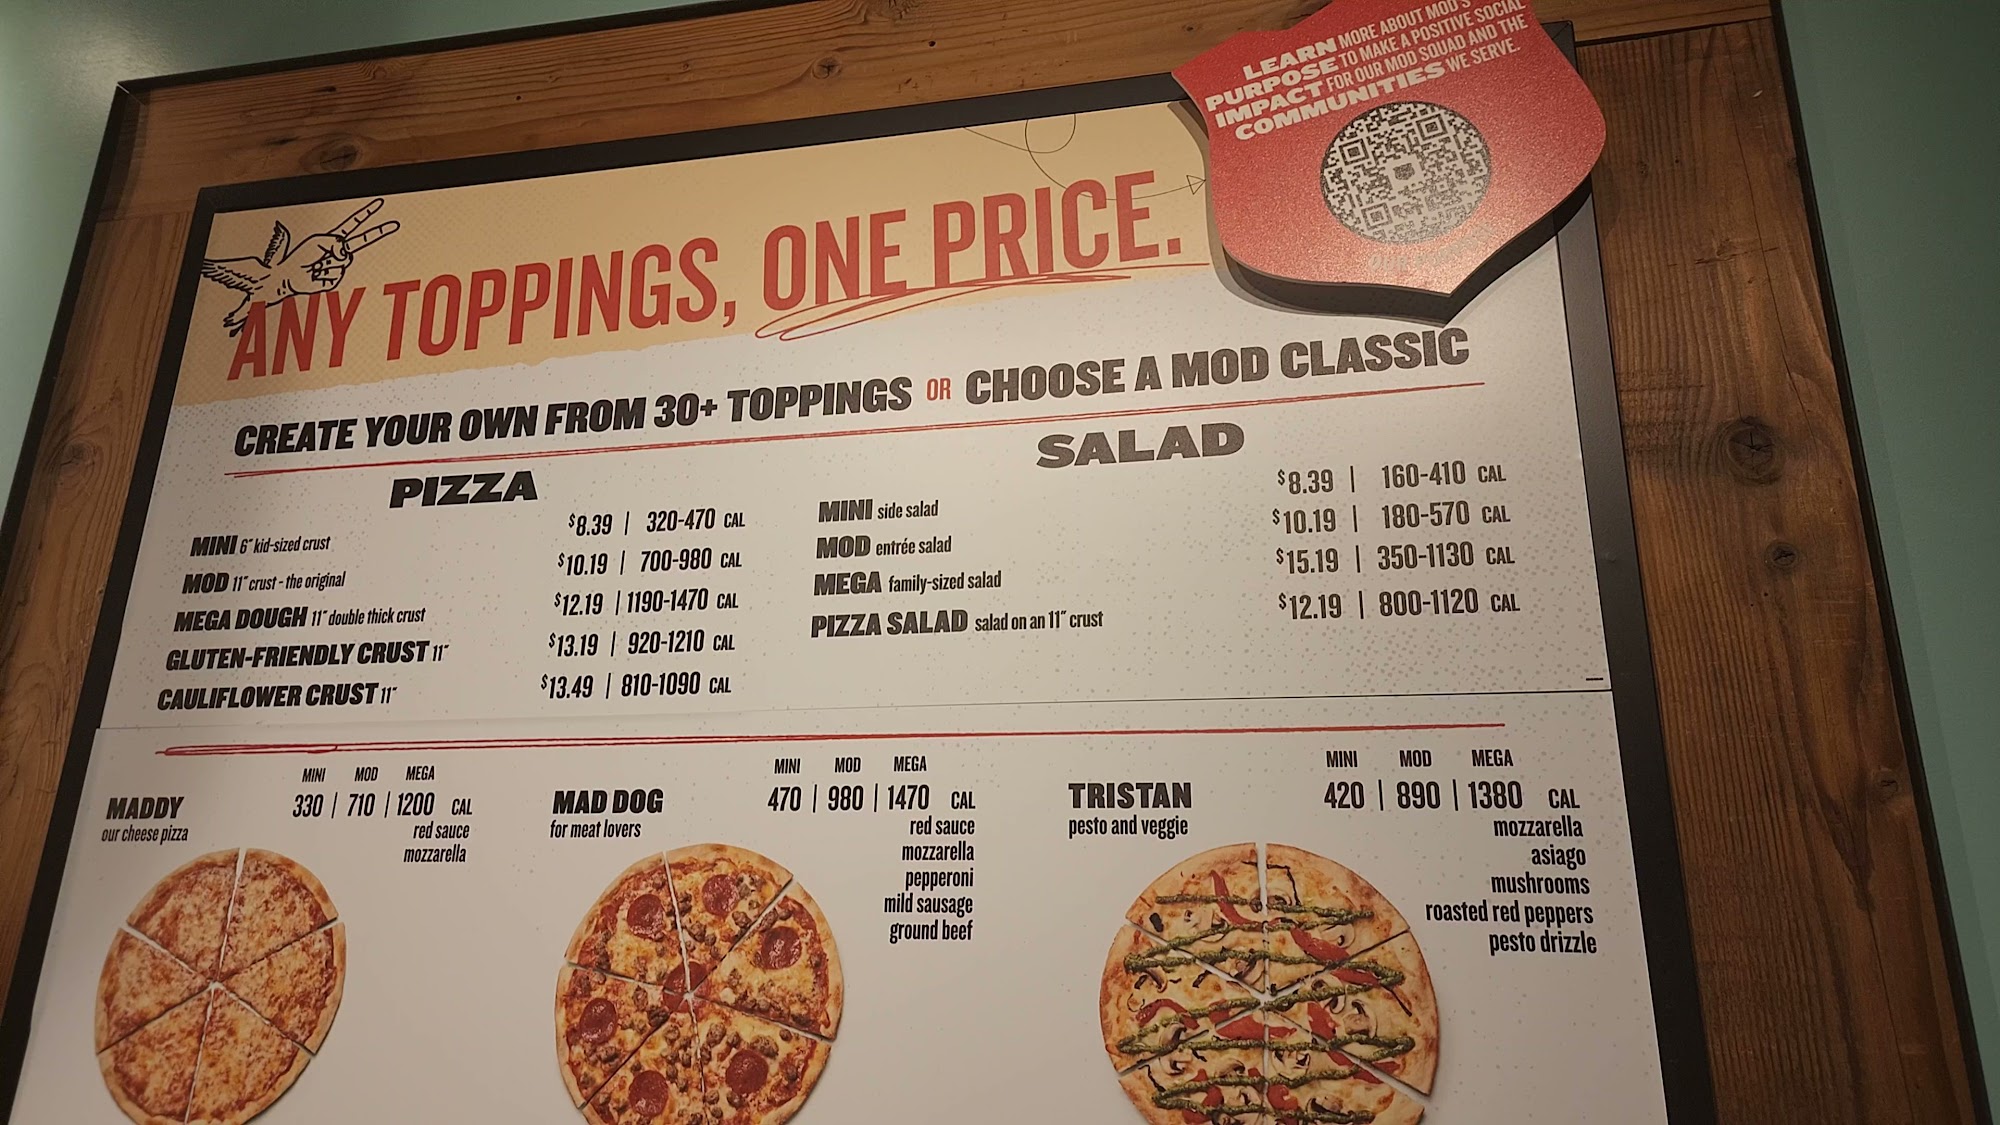 LEARN MORE ABOUT MOD'S
PURPOSE TO MAKE A POSITIVE SOCIAL
IMPACT FOR OUR MOD SQUAD AND THE
COMMUNITIES WE SERVE.
ANY TOPPINGS, ONE PRICE.
CREATE YOUR OWN FROM 30+ TOPPINGS OR CHOOSE A MOD CLASSIC
PIZZA
MINI 6" kid-sized crust $8.39 | 320-470 CAL
MOD 11" crust - the original $10.19 | 700-980 CAL
MEGA DOUGH 11" double thick crust $12.19 | 1190-1470 CAL
GLUTEN-FRIENDLY CRUST 11" $13.19 | 920-1210 CAL
CAULIFLOWER CRUST 11" $13.49 | 810-1090 CAL
SALAD
MINI side salad $8.39 | 160-410 CAL
MOD entrée salad $10.19 | 180-570 CAL
MEGA family-sized salad $15.19 | 350-1130 CAL
PIZZA SALAD salad on an 11" crust $12.19 | 800-1120 CAL
MINI MOD MEGA
MADDY 330 | 710 | 1200 CAL
our cheese pizza
red sauce
mozzarella
MINI MOD MEGA
MAD DOG 470 | 980 | 1470 CAL
for meat lovers
red sauce
mozzarella
pepperoni
mild sausage
ground beef
MINI MOD MEGA
TRISTAN 420 | 890 | 1380 CAL
pesto and veggie
mozzarella
asiago
mushrooms
roasted red peppers
pesto drizzle